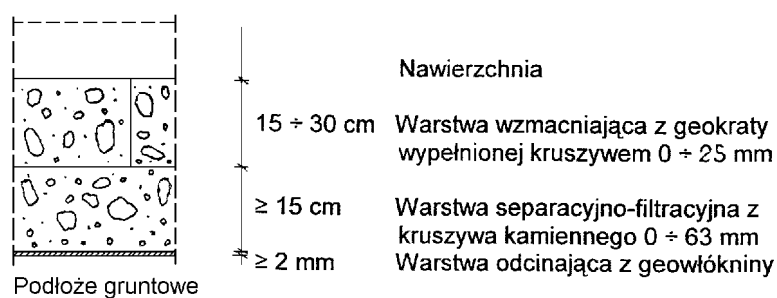 Nawierzchnia
15 ÷ 30 cm Warstwa wzmacniająca z geokraty
wypełnionej kruszywem 0 ÷ 25 mm
≥ 15 cm Warstwa separacyjno-filtracyjna z
kruszywa kamiennego 0 ÷ 63 mm
≥ 2 mm Warstwa odcinająca z geowłókniny
Podłoże gruntowe